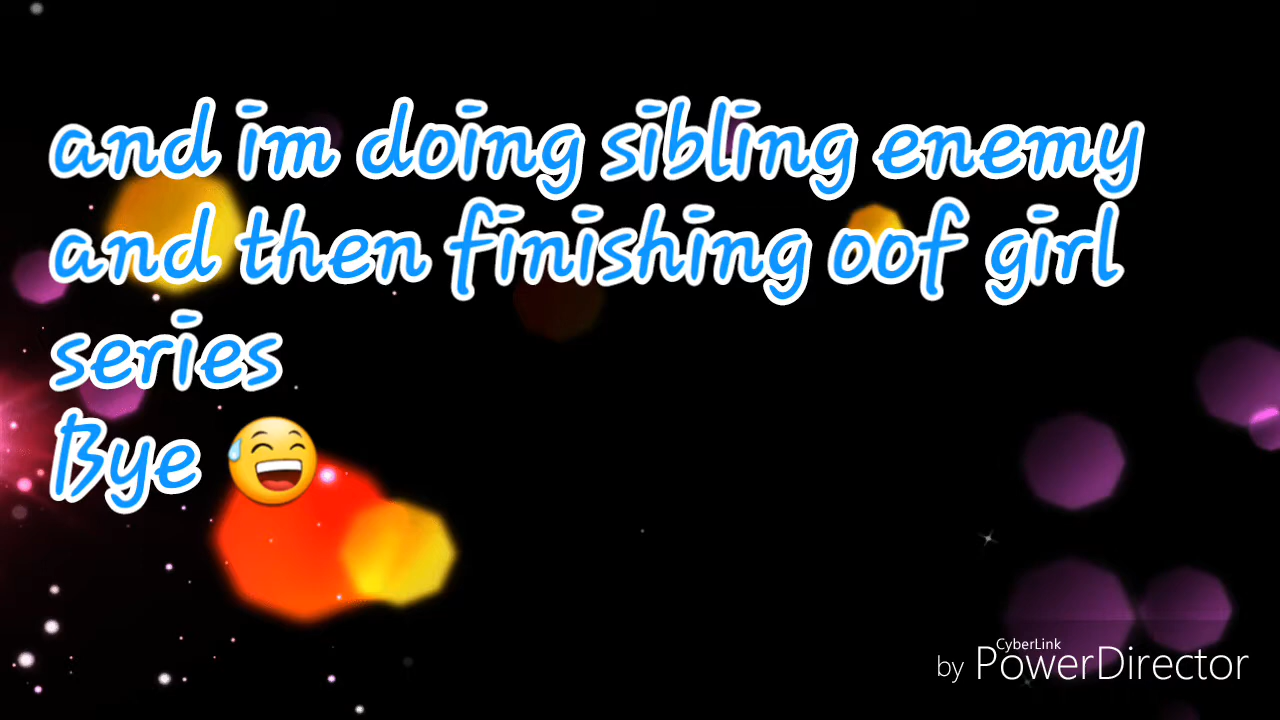 and im doing sibling enemy
and then finishing oof girl
series
Bye 😅
CyberLink
by PowerDirector